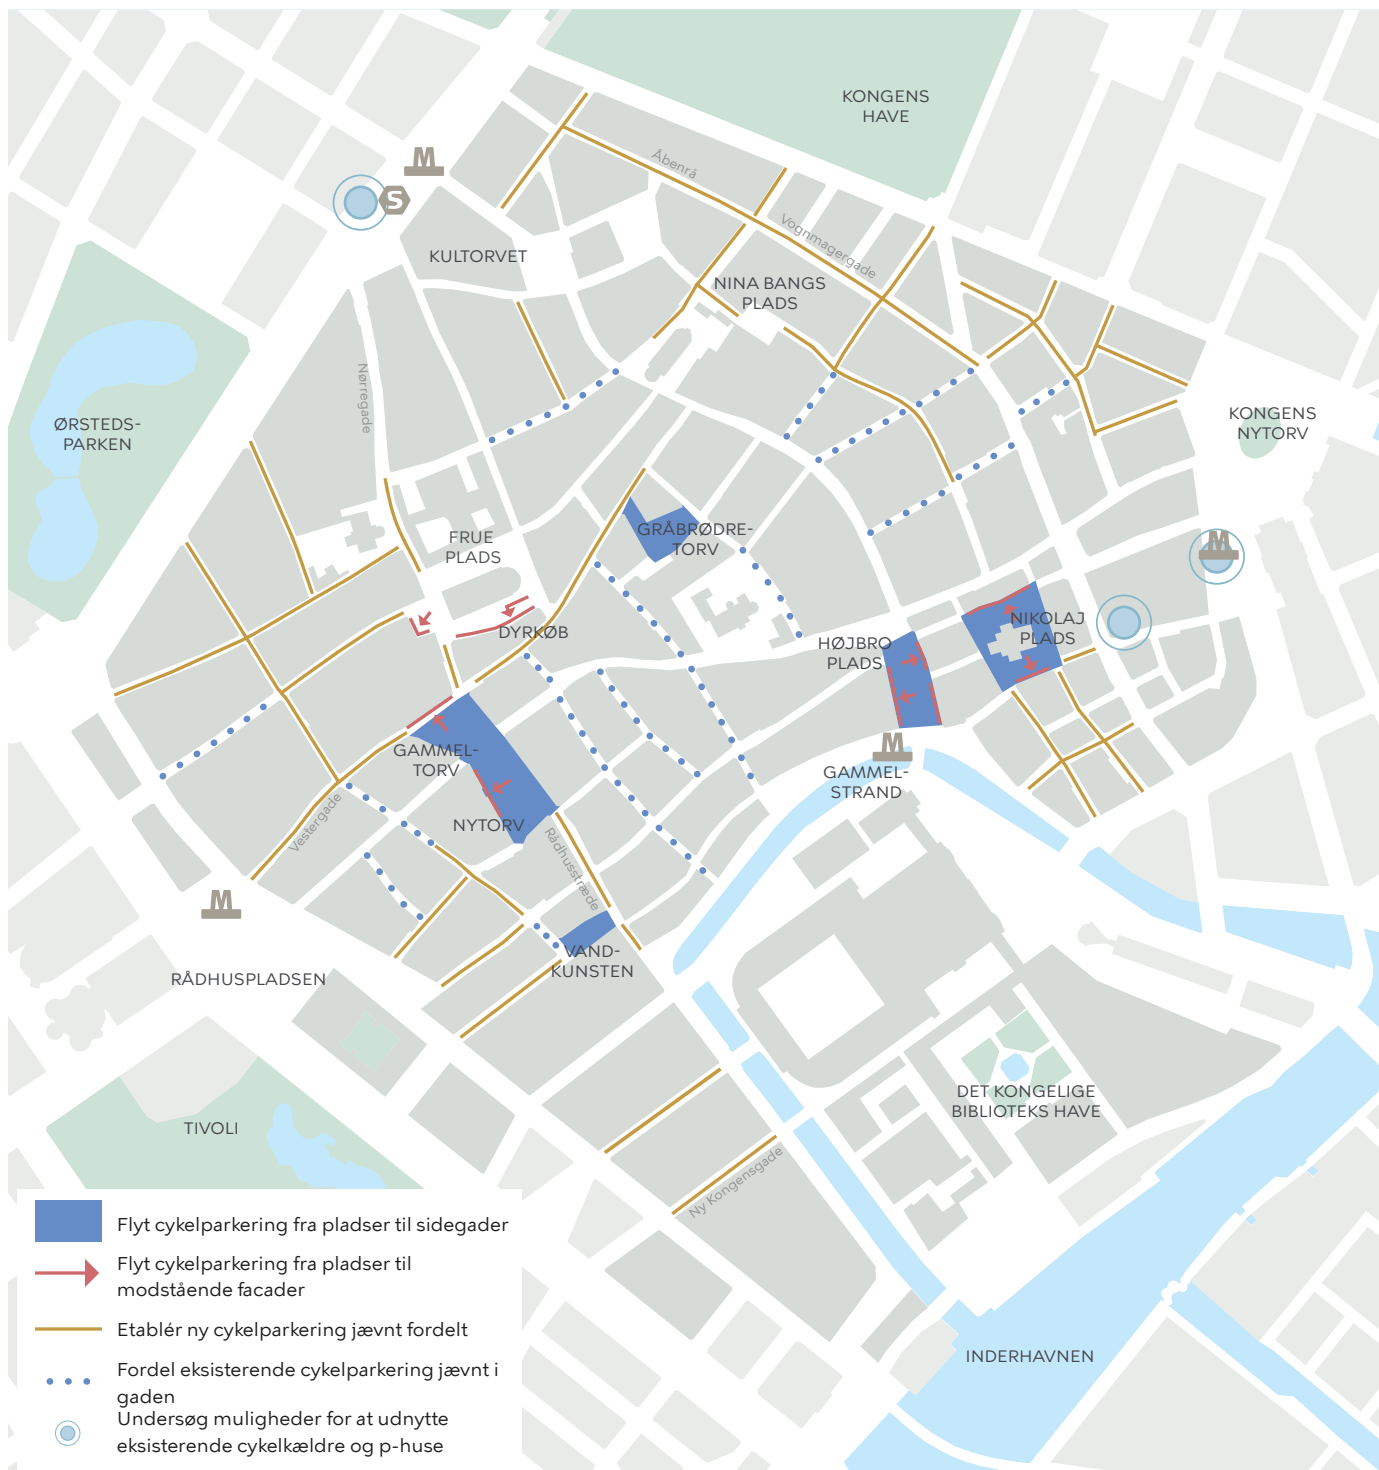 KONGENS
HAVE
M
Åbenrå
S
Vognmagergade
KULTORVET
NINA BANGS
PLADS
Nørregade
ØRSTEDS-
PARKEN
KONGENS
NYTORV
GRÅBRØDRE-
TORV
FRUE
PLADS
M
DYRKØB
NIKOLAJ
PLADS
HØJBRO
PLADS
GAMMEL-
TORV
M
GAMMEL-
STRAND
Vestergade
NYTORV
Rådhusstræde
M
VAND-
KUNSTEN
RÅDHUSPLADSEN
DET KONGELIGE
BIBLIOTEKS HAVE
TIVOLI
Ny Kongensgade
INDERHAVNEN
Flyt cykelparkering fra pladser til sidegader
Flyt cykelparkering fra pladser til
modstående facader
Etablér ny cykelparkering jævnt fordelt
Fordel eksisterende cykelparkering jævnt i
gaden
Undersøg muligheder for at udnytte
eksisterende cykelkældre og p-huse